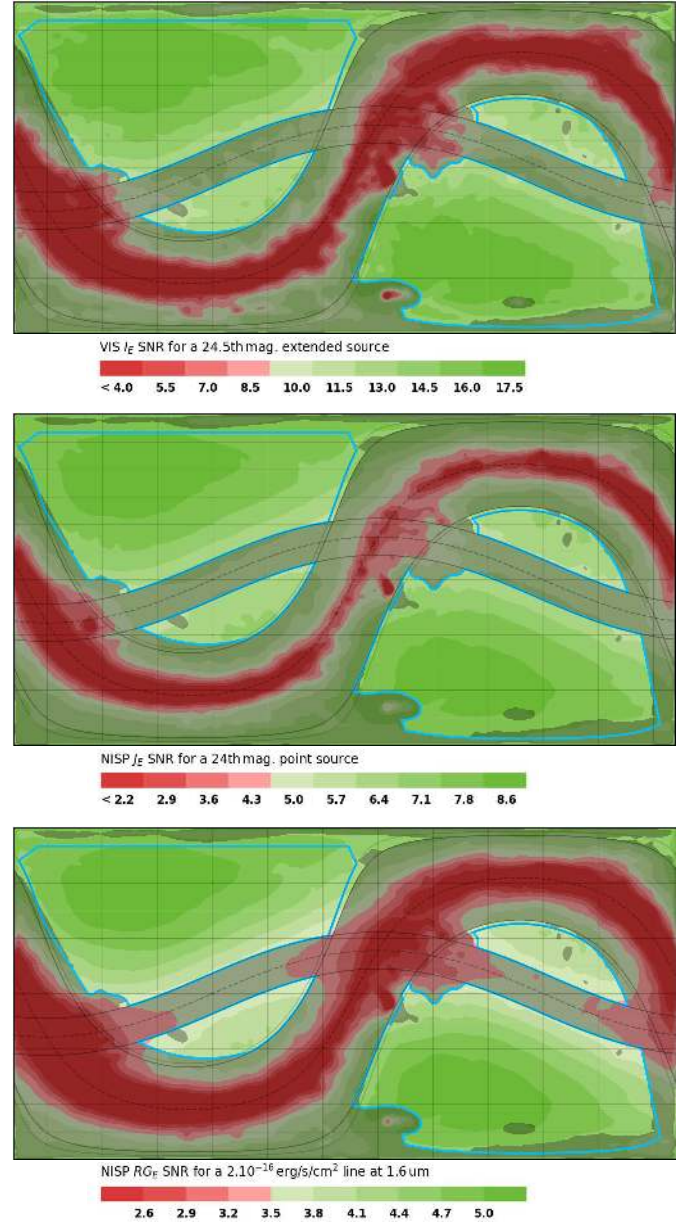 VIS I_E SNR for a 24.5th mag. extended source
< 4.0 5.5 7.0 8.5 10.0 11.5 13.0 14.5 16.0 17.5
NISP J_E SNR for a 24th mag. point source
< 2.2 2.9 3.6 4.3 5.0 5.7 6.4 7.1 7.8 8.6
NISP RG_E SNR for a 2.10⁻¹⁶ erg/s/cm² line at 1.6 um
2.6 2.9 3.2 3.5 3.8 4.1 4.4 4.7 5.0